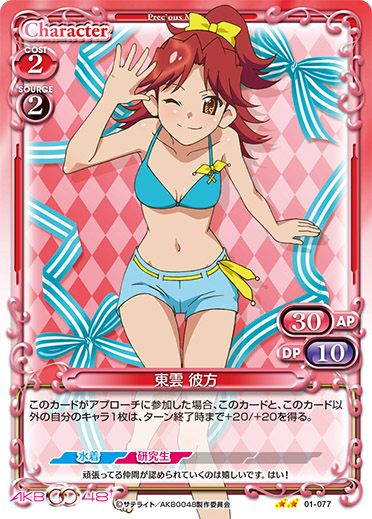 Precious M
Character
COST
2
SOURCE
2
30 AP
DP 10
東雲 彼方
このカードがアプローチに参加した場合、このカードと、このカード以
外の自分のキャラ1枚は、ターン終了時まで+20/+20を得る。
水着 研究生
頑張ってる仲間が認められていくのは嬉しいです。はい!
AKB0048
©サテライト/AKB0048製作委員会
01-077